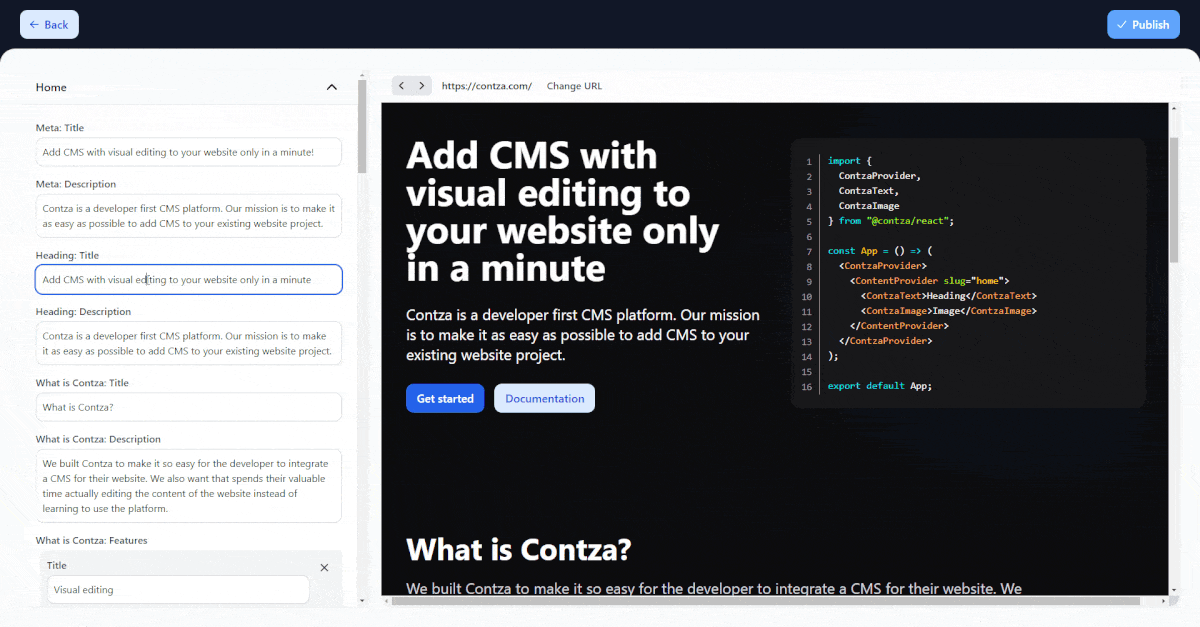 Back
Publish
Home
Meta: Title
Add CMS with visual editing to your website only in a minute!
Meta: Description
Contza is a developer first CMS platform. Our mission is to make it
as easy as possible to add CMS to your existing website project.
Heading: Title
Add CMS with visual editing to your website only in a minute
Heading: Description
Contza is a developer first CMS platform. Our mission is to make
it as easy as possible to add CMS to your existing website project.
What is Contza: Title
What is Contza?
What is Contza: Description
We built Contza to make it so easy for the developer to integrate
a CMS for their website. We also want that spends their valuable
time actually editing the content of the website instead of
learning to use the platform.
What is Contza: Features
Title
Visual editing
https://contza.com/ Change URL
Add CMS with
visual editing to
your website only
in a minute
Contza is a developer first CMS platform. Our mission
is to make it as easy as possible to add CMS to your
existing website project.
Get started Documentation
1 import {
2 ContzaProvider,
3 ContzaText,
4 ContzaImage
5 } from "@contza/react";
6
7 const App = () => (
8 <ContzaProvider>
9 <ContentProvider slug="home">
10 <ContzaText>Heading</ContzaText>
11 <ContzaImage>Image</ContzaImage>
12 </ContentProvider>
13 </ContzaProvider>
14 );
15
16 export default App;
What is Contza?
We built Contza to make it so easy for the developer to integrate a CMS for their website. We